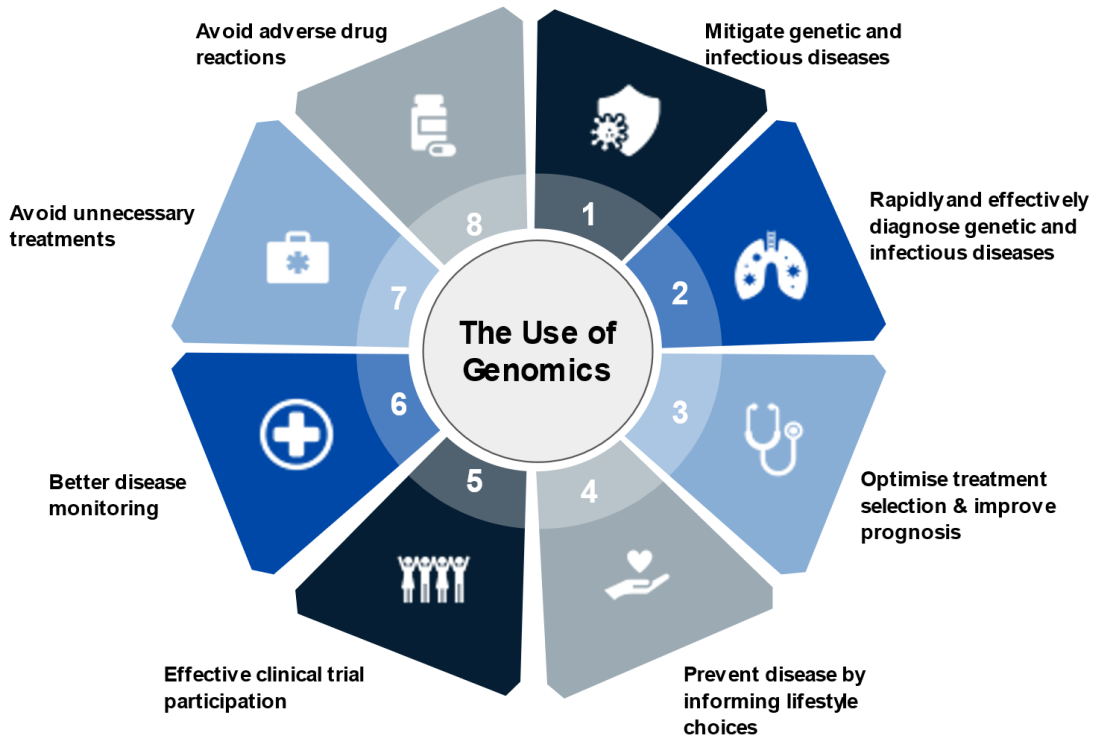 Avoid adverse drug
reactions
Mitigate genetic and
infectious diseases
Avoid unnecessary
treatments
Rapidly and effectively
diagnose genetic and
infectious diseases
8
1
7
2
The Use of
Genomics
6
3
5
4
Better disease
monitoring
Optimise treatment
selection & improve
prognosis
Effective clinical trial
participation
Prevent disease by
informing lifestyle
choices